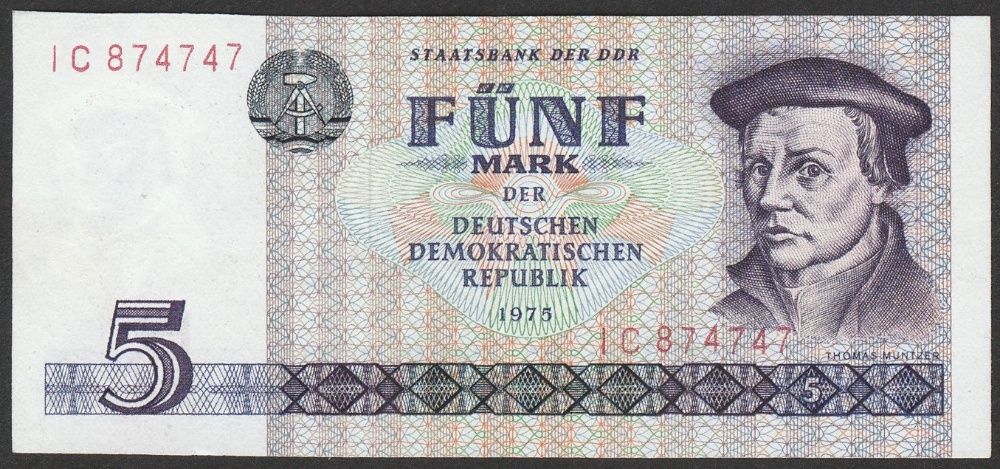 IC 874747
STAATSBANK DER DDR
FÜNF
MARK
DER
DEUTSCHEN
DEMOKRATISCHEN
REPUBLIK
1975
IC 874747
THOMAS MÜNTZER
5
5